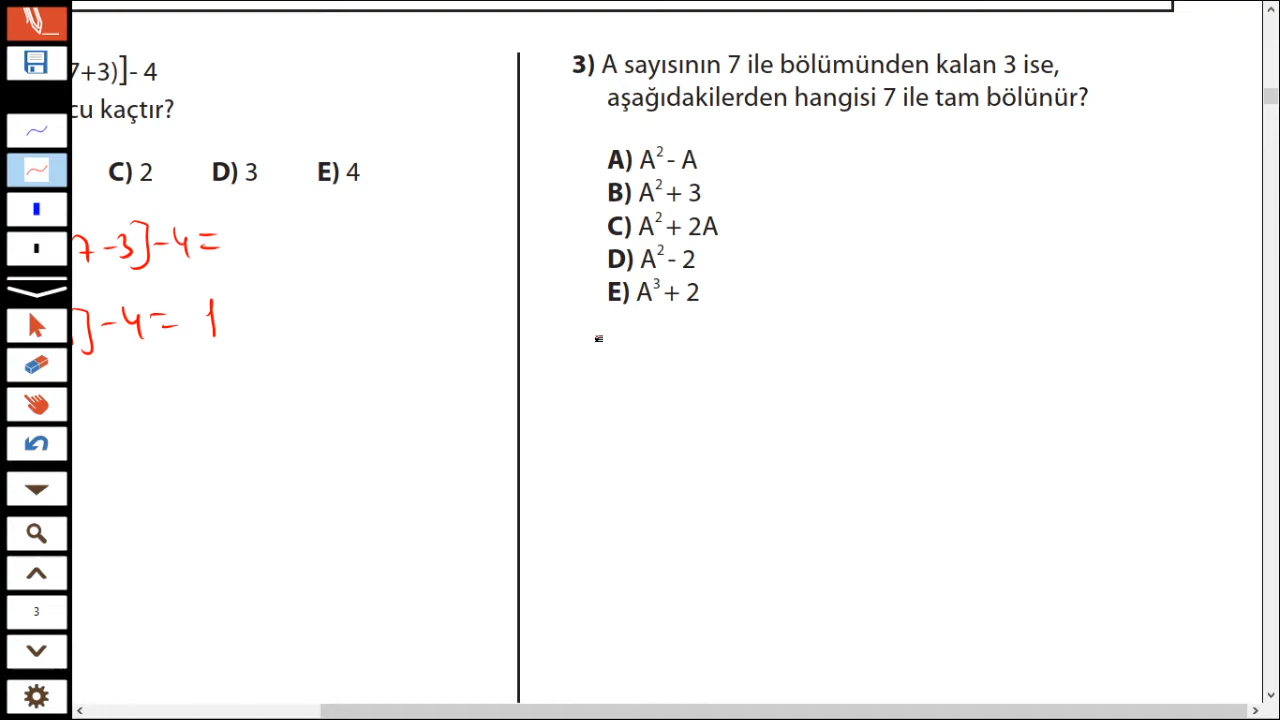 7+3)]- 4
cu kaçtır?
C) 2 D) 3 E) 4
7 -3] -4 =
] -4 = 1
3) A sayısının 7 ile bölümünden kalan 3 ise,
aşağıdakilerden hangisi 7 ile tam bölünür?
A) A² - A
B) A² + 3
C) A² + 2A
D) A² - 2
E) A³ + 2
3